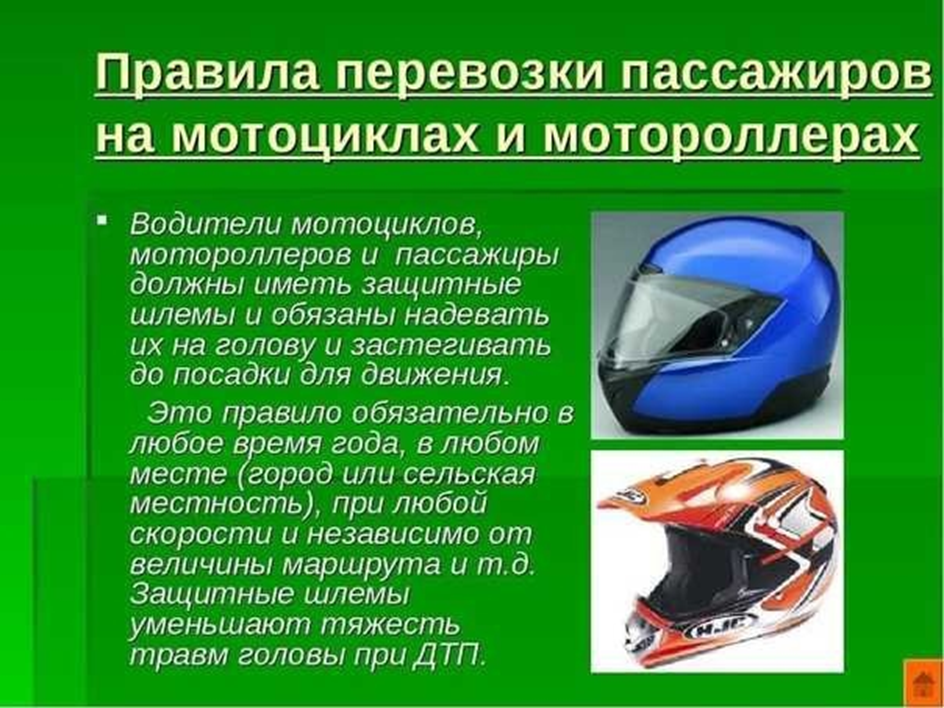 Правила перевозки пассажиров
на мотоциклах и мотороллерах
Водители мотоциклов,
мотороллеров и пассажиры
должны иметь защитные
шлемы и обязаны надевать
их на голову и застегивать
до посадки для движения.
Это правило обязательно в
любое время года, в любом
месте (город или сельская
местность), при любой
скорости и независимо от
величины маршрута и т.д.
Защитные шлемы
уменьшают тяжесть
травм головы при ДТП.
HJC
HJC